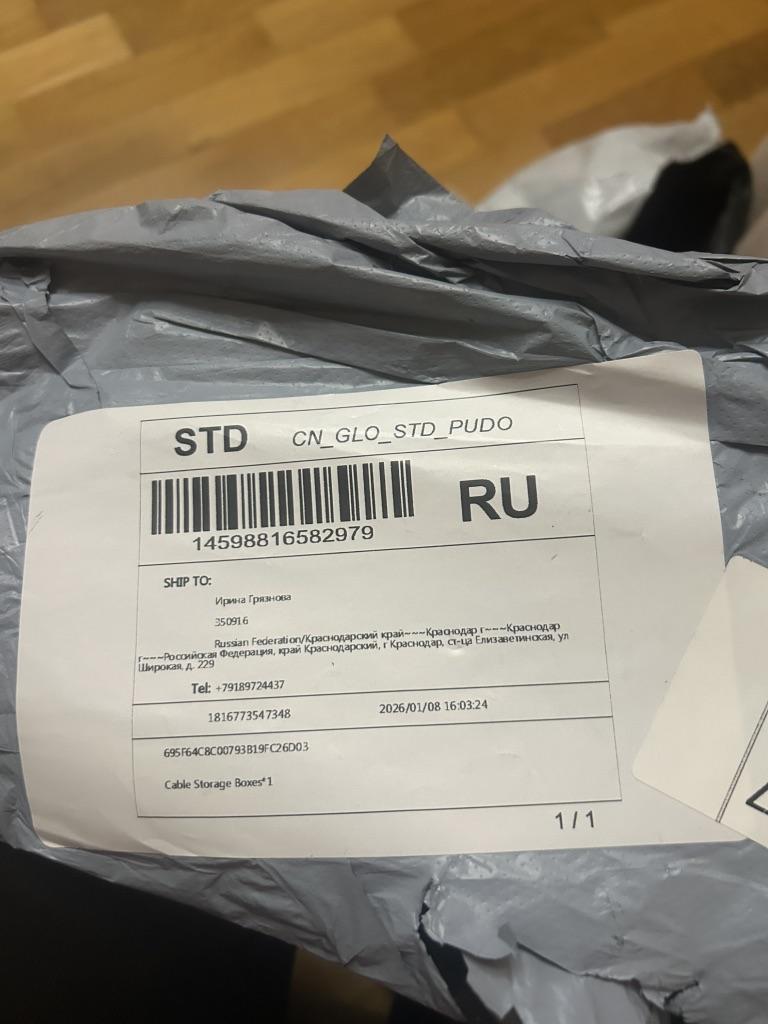 STD CN_GLO_STD_PUDO
14598816582979
RU
SHIP TO:
Ирина Грязнова
350916
Russian Federation/Краснодарский край~~~Краснодар г~~~Краснодар
г~~~Российская Федерация, край Краснодарский, г Краснодар, ст-ца Елизаветинская, ул
Широкая, д. 229
Tel: +79189724437
1816773547348 2026/01/08 16:03:24
695F64C8C00793B19FC26D03
Cable Storage Boxes*1
1 / 1